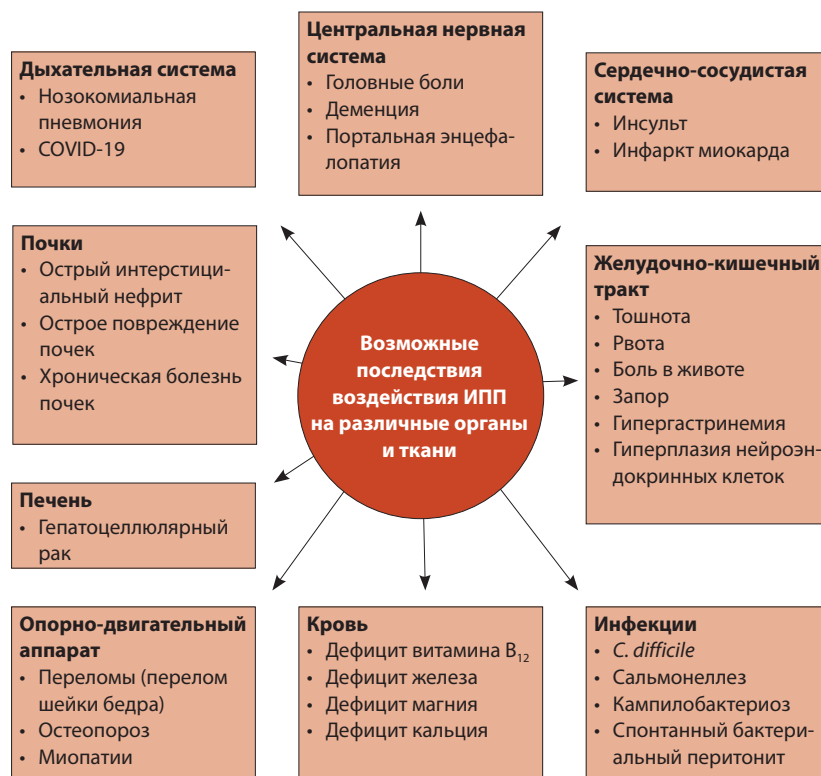 Дыхательная система
• Нозокомиальная
пневмония
• COVID-19
Центральная нервная
система
• Головные боли
• Деменция
• Портальная энцефа-
лопатия
Сердечно-сосудистая
система
• Инсульт
• Инфаркт миокарда
Почки
• Острый интерстици-
альный нефрит
• Острое повреждение
почек
• Хроническая болезнь
почек
Возможные
последствия
воздействия ИПП
на различные органы
и ткани
Желудочно-кишечный
тракт
• Тошнота
• Рвота
• Боль в животе
• Запор
• Гипергастринемия
• Гиперплазия нейроэн-
докринных клеток
Печень
• Гепатоцеллюлярный
рак
Опорно-двигательный
аппарат
• Переломы (перелом
шейки бедра)
• Остеопороз
• Миопатии
Кровь
• Дефицит витамина B₁₂
• Дефицит железа
• Дефицит магния
• Дефицит кальция
Инфекции
• C. difficile
• Сальмонеллез
• Кампилобактериоз
• Спонтанный бактери-
альный перитонит